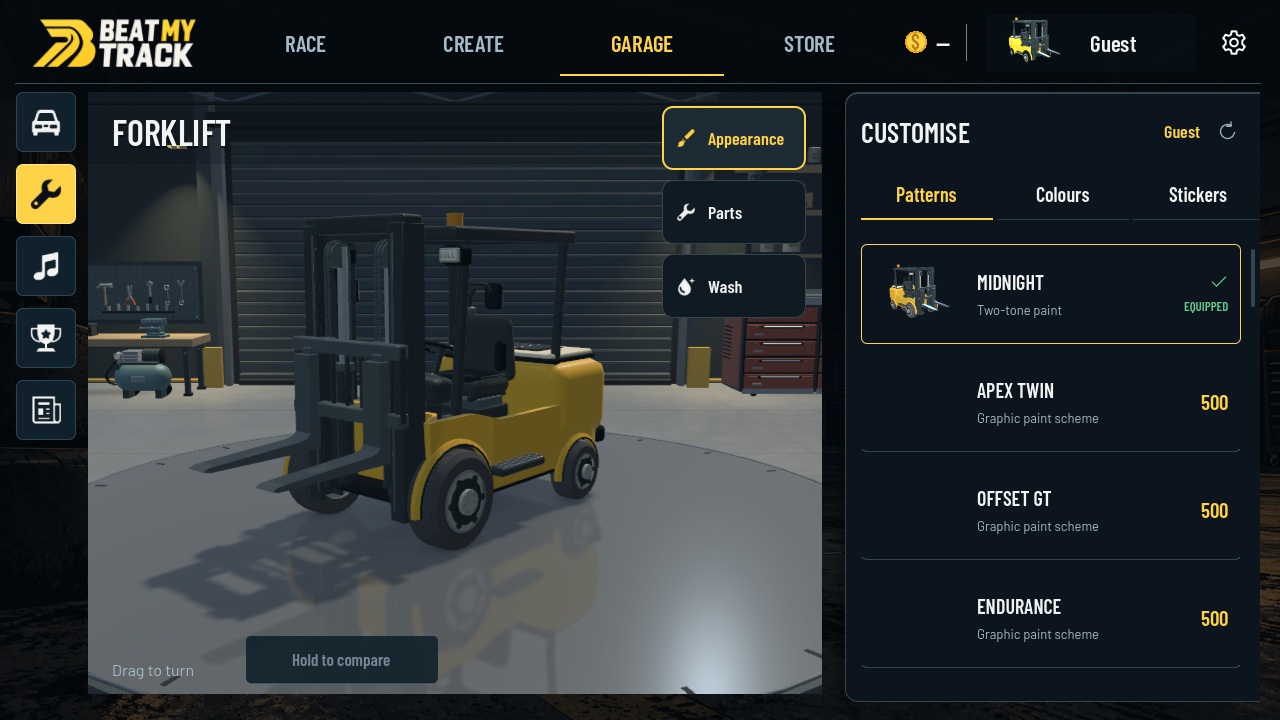 BEATMY
TRACK
RACE
CREATE
GARAGE
STORE
$ –
Guest
FORKLIFT
Appearance
Parts
Wash
Drag to turn
Hold to compare
CUSTOMISE
Guest
Patterns
Colours
Stickers
MIDNIGHT
Two-tone paint
EQUIPPED
APEX TWIN
Graphic paint scheme
500
OFFSET GT
Graphic paint scheme
500
ENDURANCE
Graphic paint scheme
500